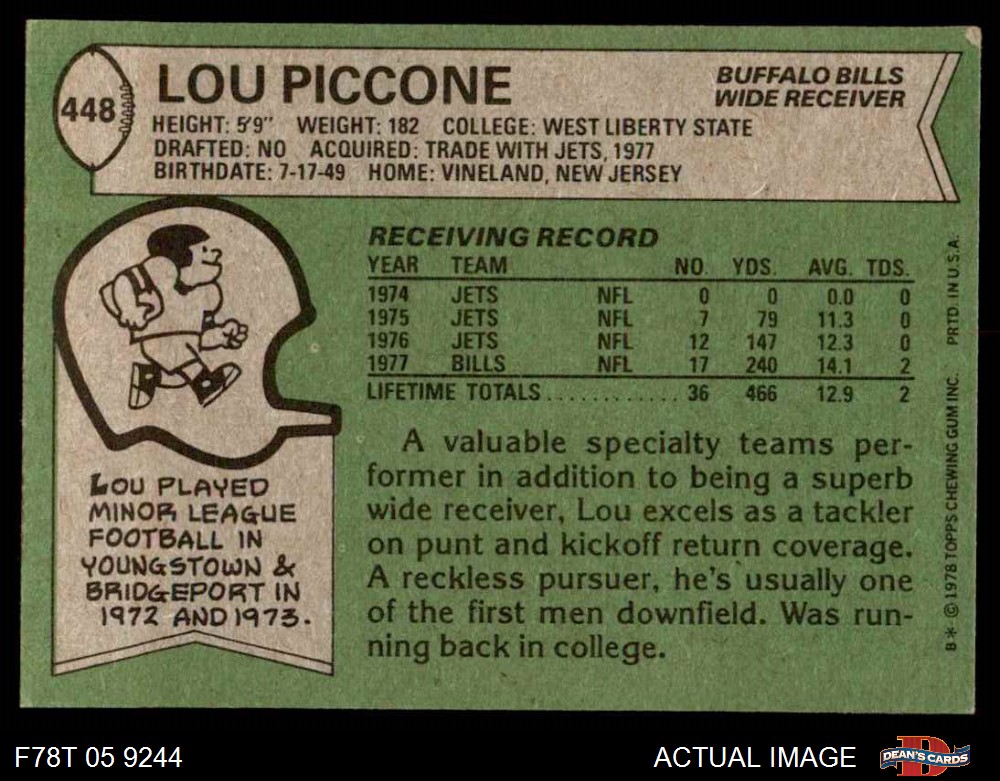 448
LOU PICCONE
BUFFALO BILLS
WIDE RECEIVER
HEIGHT: 5'9" WEIGHT: 182 COLLEGE: WEST LIBERTY STATE
DRAFTED: NO ACQUIRED: TRADE WITH JETS, 1977
BIRTHDATE: 7-17-49 HOME: VINELAND, NEW JERSEY
RECEIVING RECORD
YEAR TEAM NO. YDS. AVG. TDS.
1974 JETS NFL 0 0 0.0 0
1975 JETS NFL 7 79 11.3 0
1976 JETS NFL 12 147 12.3 0
1977 BILLS NFL 17 240 14.1 2
LIFETIME TOTALS............ 36 466 12.9 2
LOU PLAYED
MINOR LEAGUE
FOOTBALL IN
YOUNGSTOWN &
BRIDGEPORT IN
1972 AND 1973.
A valuable specialty teams per-
former in addition to being a superb
wide receiver, Lou excels as a tackler
on punt and kickoff return coverage.
A reckless pursuer, he's usually one
of the first men downfield. Was run-
ning back in college.
B* © 1978 TOPPS CHEWING GUM INC. PRTD. IN U.S.A.
F78T 05 9244
ACTUAL IMAGE
D
DEAN'S CARDS